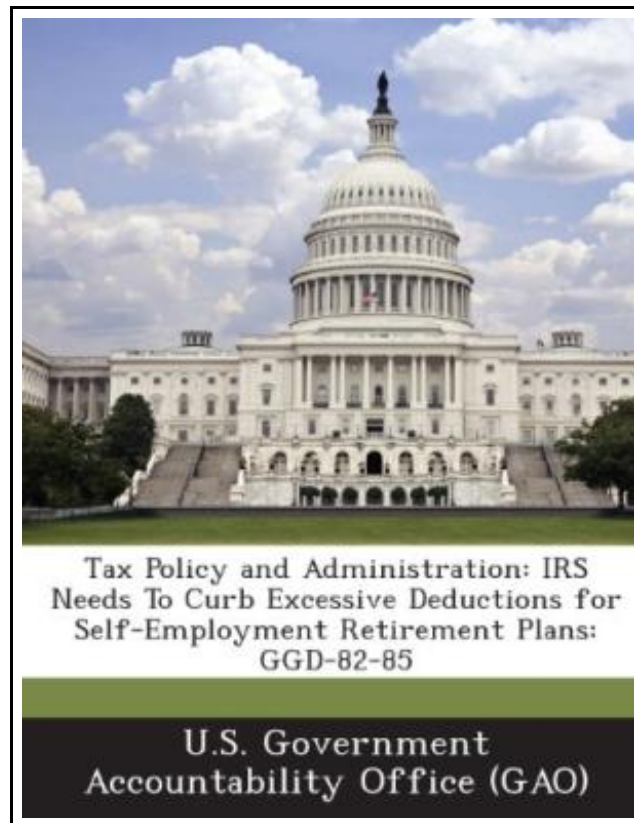 Tax Policy and Administration: IRS
Needs To Curb Excessive Deductions for
Self-Employment Retirement Plans:
GGD-82-85
U.S. Government
Accountability Office (GAO)